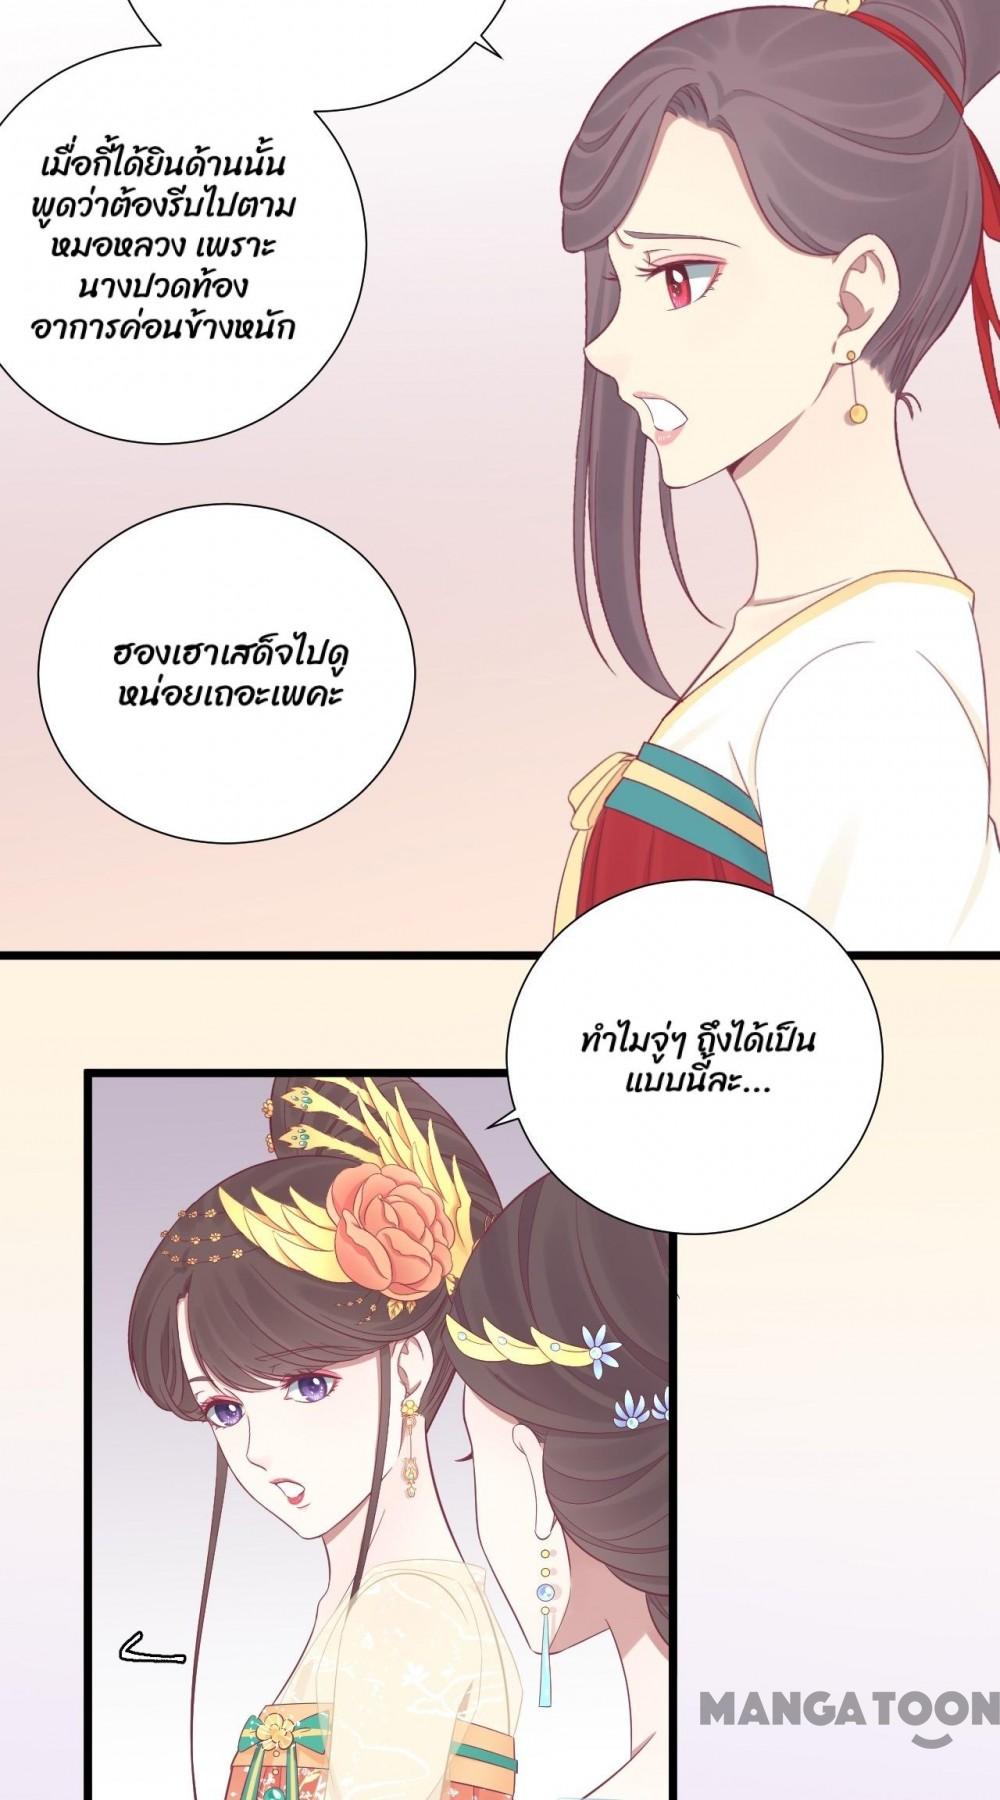 เมื่อกี้ได้ยินด้านนั้น
พูดว่าต้องรีบไปตาม
หมอหลวง เพราะ
นางปวดท้อง
อาการค่อนข้างหนัก
ฮองเฮาเสด็จไปดู
หน่อยเถอะเพคะ
ทำไมจู่ๆ ถึงได้เป็น
แบบนี้ละ...
MANGATOON